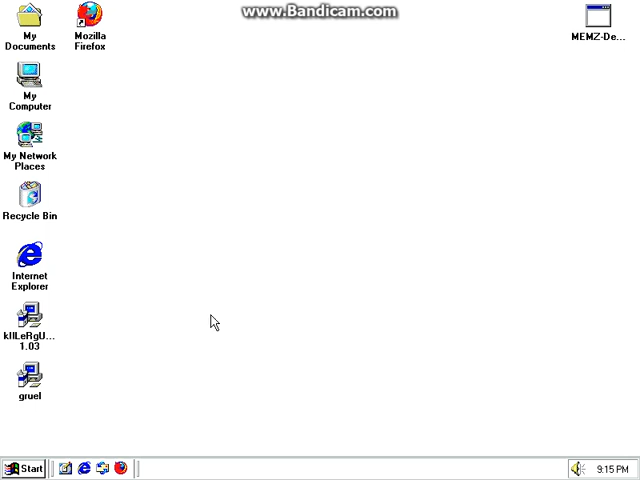 www.Bandicam.com
My
Documents
Mozilla
Firefox
MEMZ-De...
My
Computer
My Network
Places
Recycle Bin
Internet
Explorer
kIlLeRgU...
1.03
gruel
Start
9:15 PM